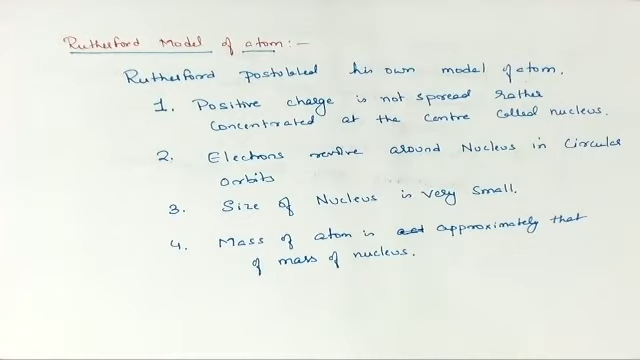 Rutherford Model of atom:-
Rutherford postulated his own model of atom.
1. Positive charge is not spread rather
concentrated at the centre called nucleus.
2. Electrons revolve around Nucleus in Circular
orbits
3. Size of Nucleus is very small.
4. Mass of atom is approximately that
of mass of nucleus.